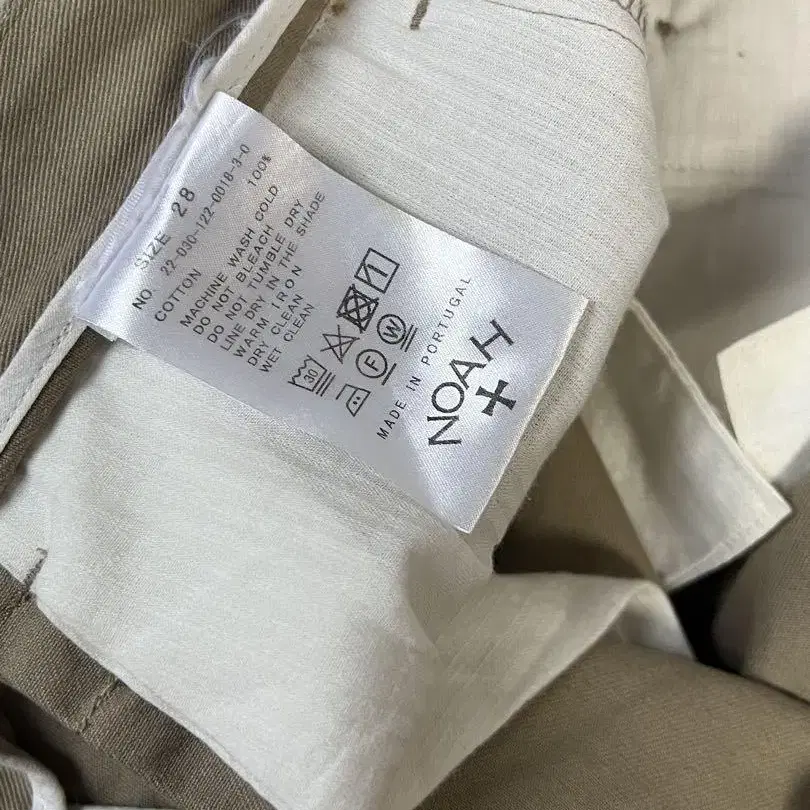 SIZE 28
NO. 22-030-122-0018-3-0
COTTON 100%
MACHINE WASH COLD
DO NOT BLEACH
DO NOT TUMBLE DRY
LINE DRY IN THE SHADE
WARM IRON
DRY CLEAN
WET CLEAN
30
F
W
MADE IN PORTUGAL
NOAH